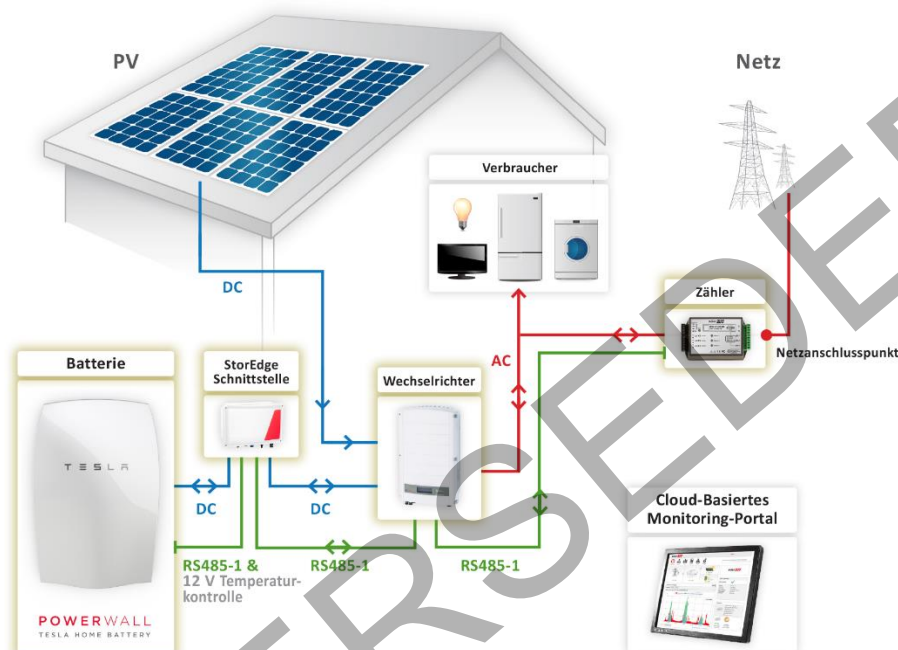 PV
Netz
Verbraucher
Zähler
DC
Netzanschlusspunkt
Batterie
StorEdge
Schnittstelle
Wechselrichter
AC
TESLA
DC
DC
Cloud-Basiertes
Monitoring-Portal
RS485-1 &
12 V Temperatur-
kontrolle
RS485-1
RS485-1
POWERWALL
TESLA HOME BATTERY
ERSEDE